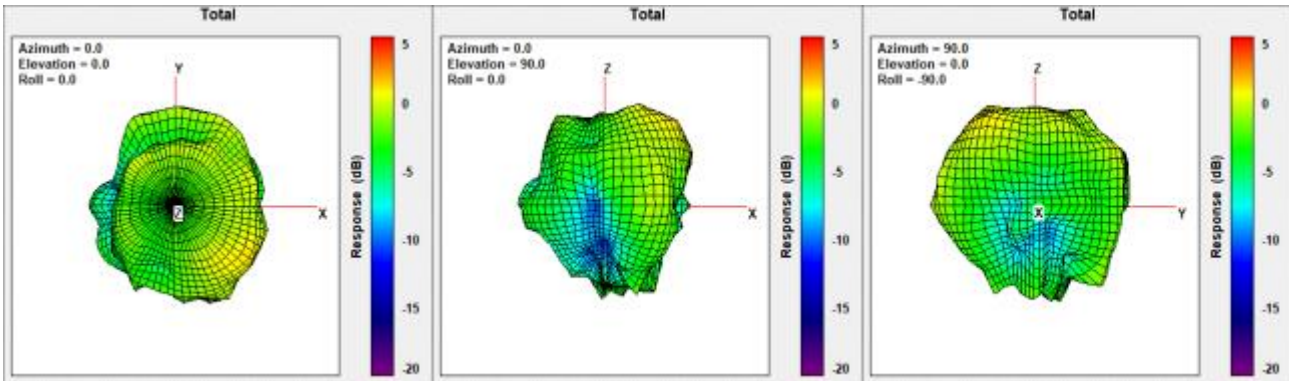 Total
Azimuth = 0.0
Elevation = 0.0
Roll = 0.0
Y
Z
X
5
0
-5
-10
-15
-20
Response (dB)
Total
Azimuth = 0.0
Elevation = 90.0
Roll = 0.0
Z
X
5
0
-5
-10
-15
-20
Response (dB)
Total
Azimuth = 90.0
Elevation = 0.0
Roll = -90.0
Z
X
Y
5
0
-5
-10
-15
-20
Response (dB)